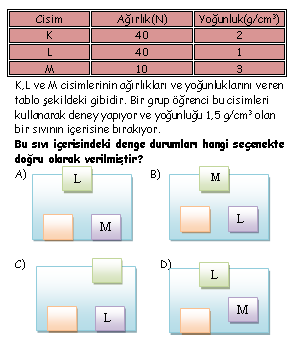 Cisim Ağırlık(N) Yoğunluk(g/cm³)
K 40 2
L 40 1
M 10 3
K,L ve M cisimlerinin ağırlıkları ve yoğunluklarını veren
tablo şekildeki gibidir. Bir grup öğrenci bu cisimleri
kullanarak deney yapıyor ve yoğunluğu 1,5 g/cm³ olan
bir sıvının içerisine bırakıyor.
Bu sıvı içerisindeki denge durumları hangi seçenekte
doğru olarak verilmiştir?
A) B)
L M
M L
C) D)
L
L M